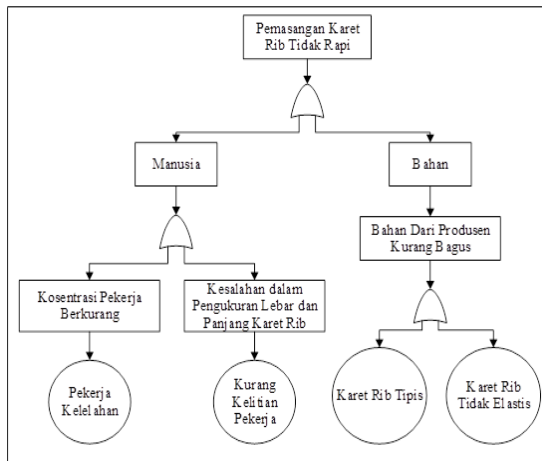 Pemasangan Karet
Rib Tidak Rapi
Manusia
Bahan
Bahan Dari Produsen
Kurang Bagus
Kosentrasi Pekerja
Berkurang
Kesalahan dalam
Pengukuran Lebar dan
Panjang Karet Rib
Pekerja
Kelelahan
Kurang
Kelitian
Pekerja
Karet Rib Tipis
Karet Rib
Tidak Elastis